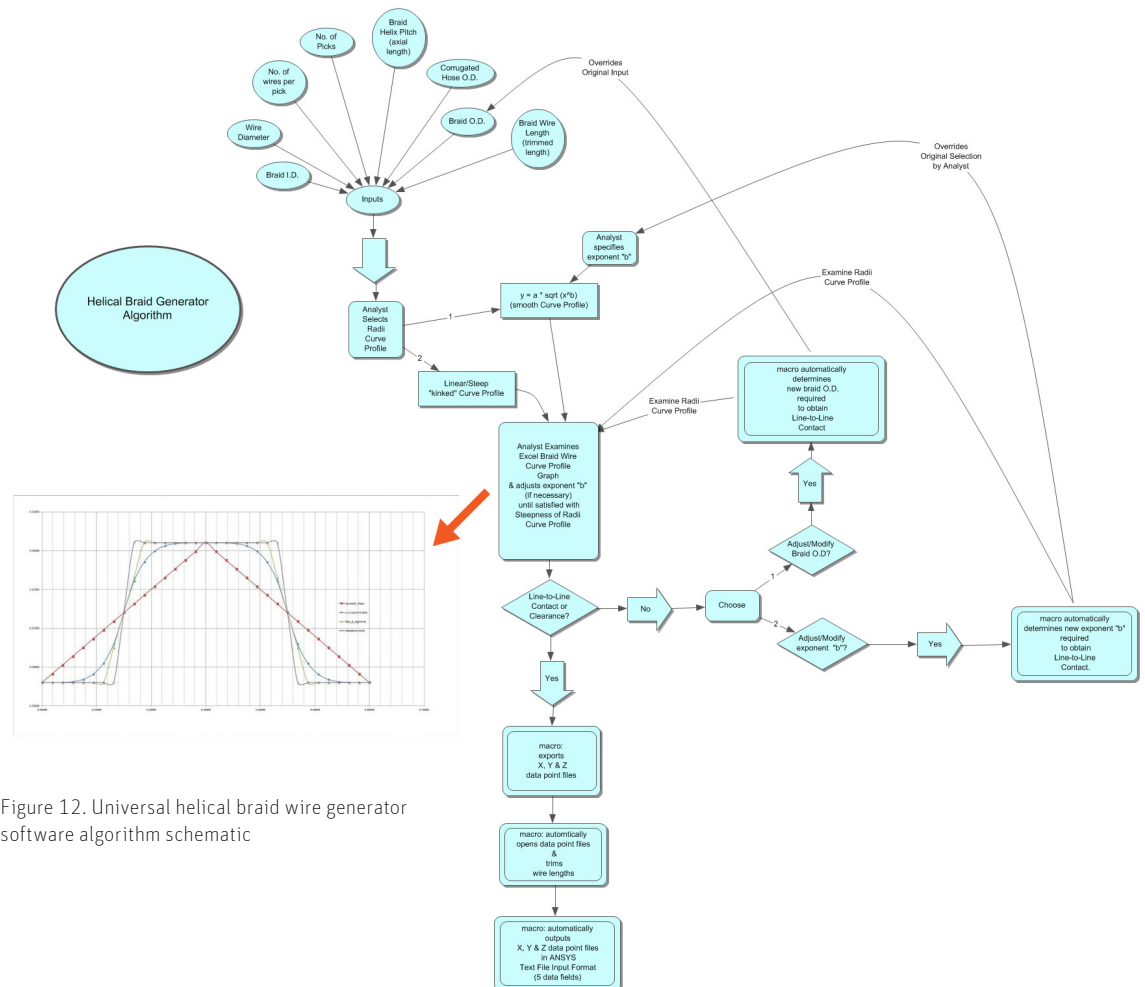 Braid
Helix Pitch
(axial
length)
No. of
Picks
No. of
wires per
pick
Corrugated
Hose O.D.
Wire
Diameter
Braid O.D.
Braid Wire
Length
(trimmed
length)
Braid I.D.
Inputs
Overrides
Original Input
Overrides
Original Selection
by Analyst
Helical Braid Generator
Algorithm
Analyst
specifies
exponent "b"
Analyst
Selects
Radii
Curve
Profile
1
y = a * sqrt (x^b)
(smooth Curve Profile)
2
Linear/Steep
"kinked" Curve Profile
Examine Radii
Curve Profile
Examine Radii
Curve Profile
macro automatically
determines
new braid O.D.
required
to obtain
Line-to-Line
Contact
Analyst Examines
Excel Braid Wire
Curve Profile
Graph
& adjusts exponent "b"
(if necessary)
until satisfied with
Steepness of Radii
Curve Profile
Yes
Adjust/Modify
Braid O.D?
1
Line-to-Line
Contact or
Clearance?
No
Choose
2
Adjust/Modify
exponent "b"?
Yes
macro automatically
determines new exponent "b"
required
to obtain
Line-to-Line
Contact.
Yes
macro:
exports
X, Y & Z
data point files
Figure 12. Universal helical braid wire generator
software algorithm schematic
macro: automtically
opens data point files
&
trims
wire lengths
macro: automatically
outputs
X, Y & Z data point files
in ANSYS
Text File Input Format
(5 data fields)